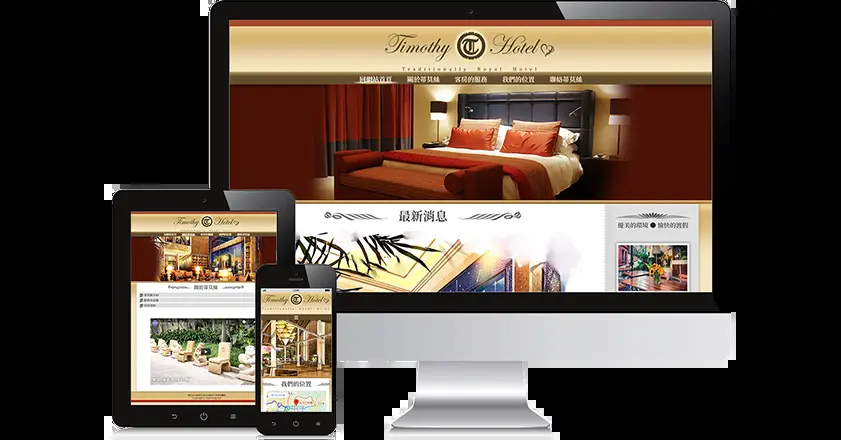 Timothy T Hotel
Traditionally Royal Hotel
回網站首頁 關於蒂莫絲 客房的服務 我們的位置 聯絡蒂莫絲
最新消息
優美的環境 ● 愉快的渡假
Timothy T Hotel
關於蒂莫絲
Timothy T Hotel
Traditionally Royal Hotel
我們的位置